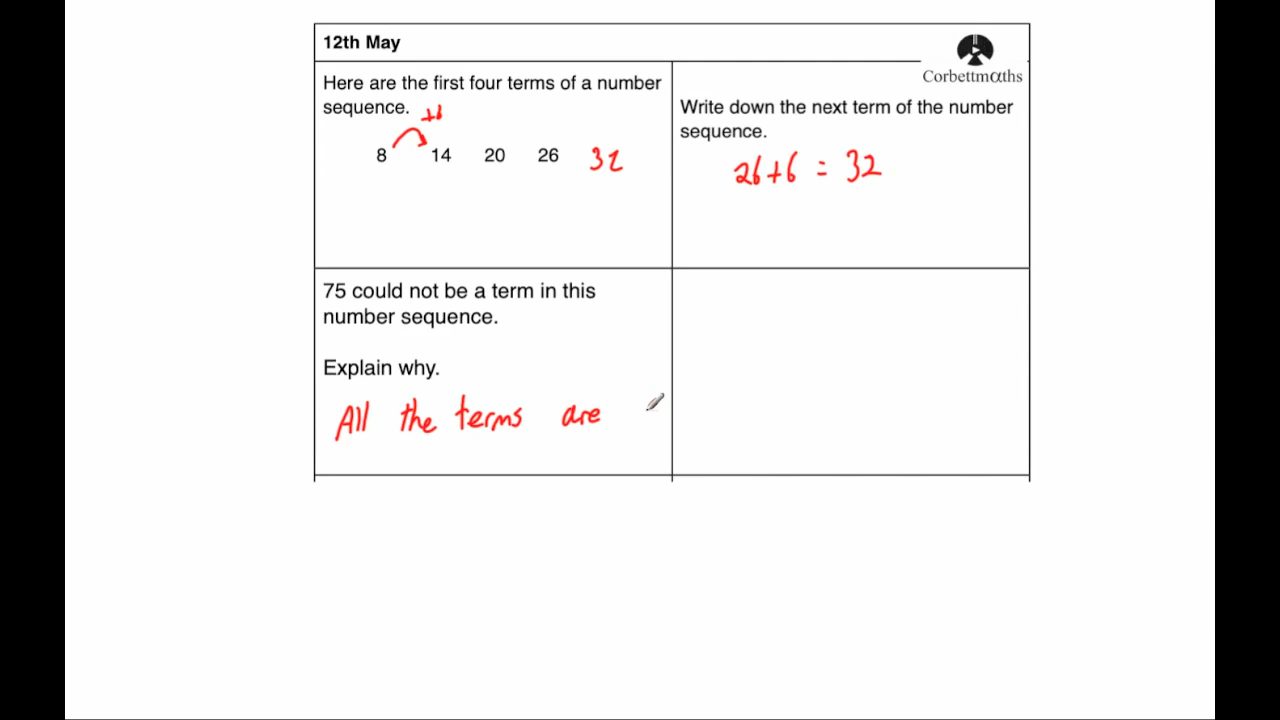 12th May
Corbettmαths
Here are the first four terms of a number
sequence.
+6
8 14 20 26 32
Write down the next term of the number
sequence.
26+6 = 32
75 could not be a term in this
number sequence.
Explain why.
All the terms are